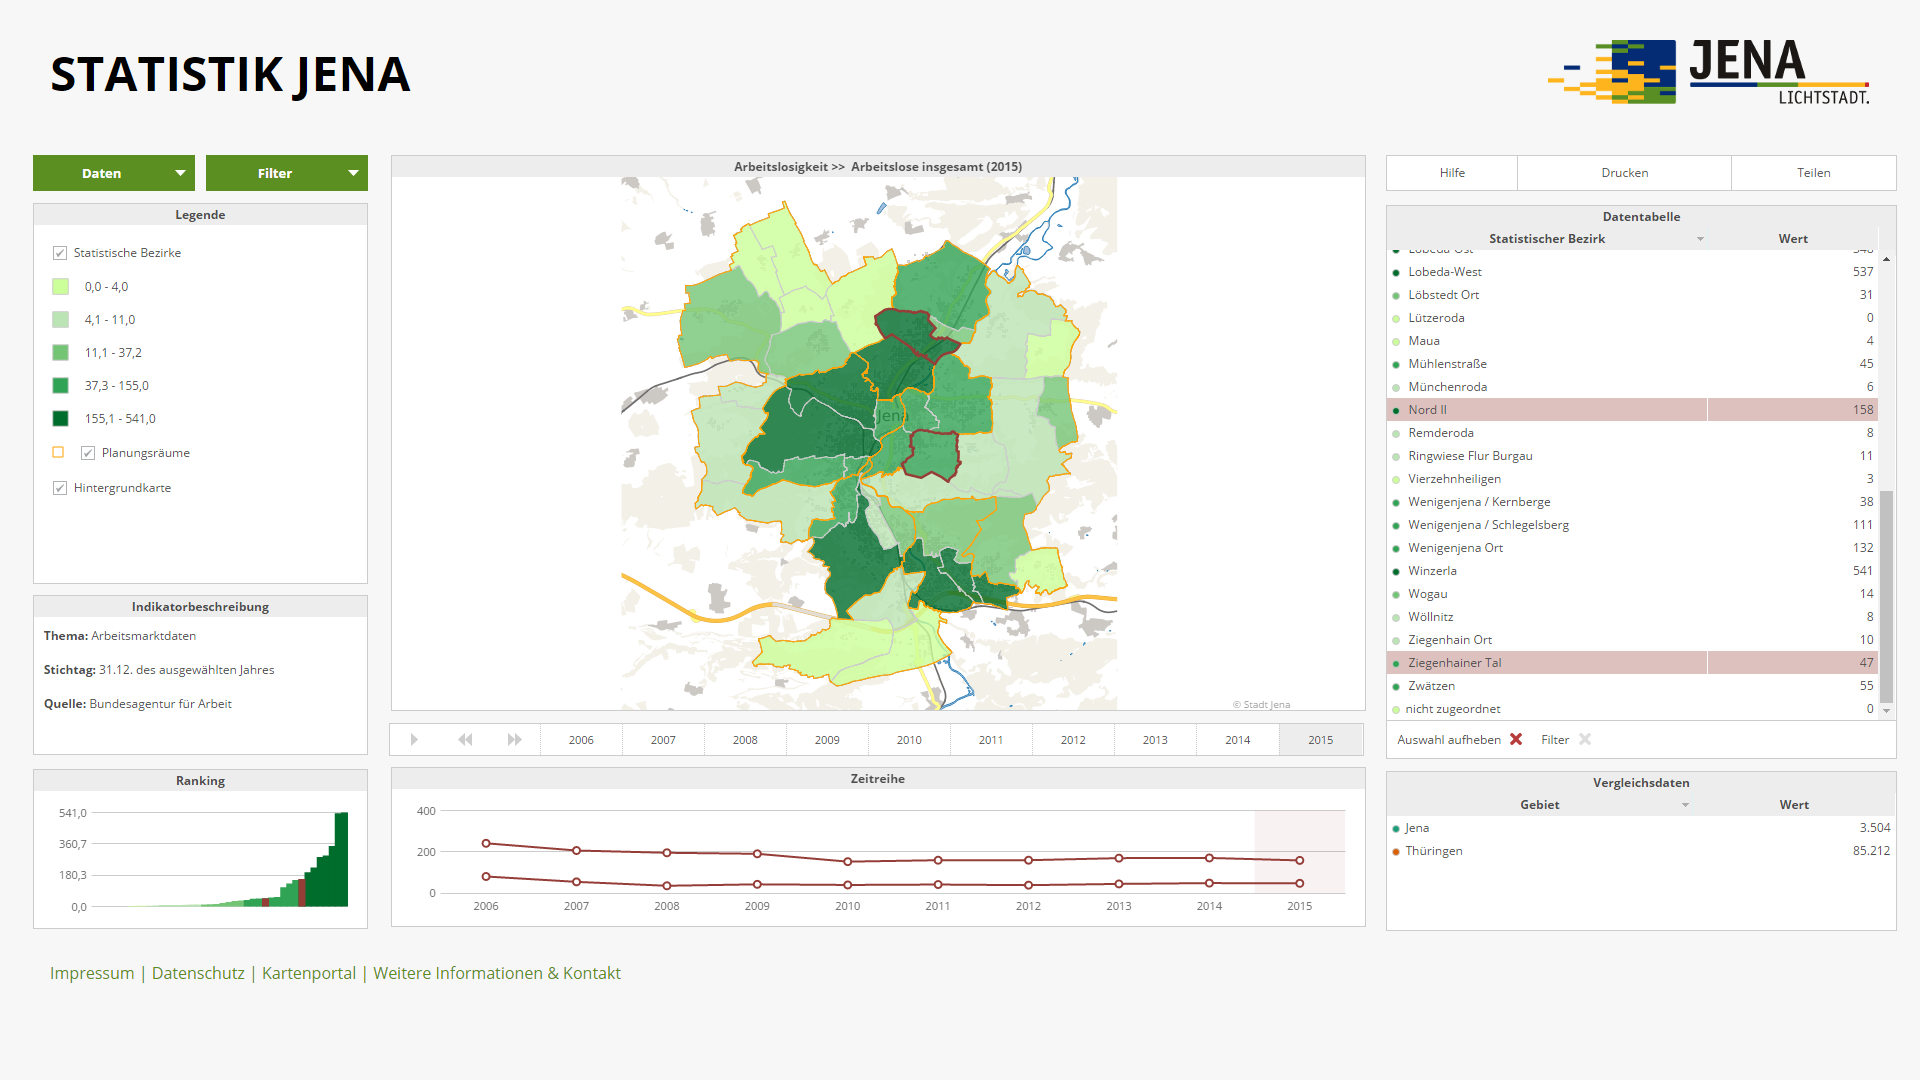 STATISTIK JENA
JENA
LICHTSTADT.
Daten
Filter
Legende
Statistische Bezirke
0,0 - 4,0
4,1 - 11,0
11,1 - 37,2
37,3 - 155,0
155,1 - 541,0
Planungsräume
Hintergrundkarte
Indikatorbeschreibung
Thema: Arbeitsmarktdaten
Stichtag: 31.12. des ausgewählten Jahres
Quelle: Bundesagentur für Arbeit
Ranking
541,0
360,7
180,3
0,0
Arbeitslosigkeit >> Arbeitslose insgesamt (2015)
Jena
© Stadt Jena
2006 2007 2008 2009 2010 2011 2012 2013 2014 2015
Zeitreihe
400
200
0
2006 2007 2008 2009 2010 2011 2012 2013 2014 2015
Hilfe Drucken Teilen
Datentabelle
Statistischer Bezirk Wert
Lobeda-West 537
Löbstedt Ort 31
Lützeroda 0
Maua 4
Mühlenstraße 45
Münchenroda 6
Nord II 158
Remderoda 8
Ringwiese Flur Burgau 11
Vierzehnheiligen 3
Wenigenjena / Kernberge 38
Wenigenjena / Schlegelsberg 111
Wenigenjena Ort 132
Winzerla 541
Wogau 14
Wöllnitz 8
Ziegenhain Ort 10
Ziegenhainer Tal 47
Zwätzen 55
nicht zugeordnet 0
Auswahl aufheben Filter
Vergleichsdaten
Gebiet Wert
Jena 3.504
Thüringen 85.212
Impressum | Datenschutz | Kartenportal | Weitere Informationen & Kontakt